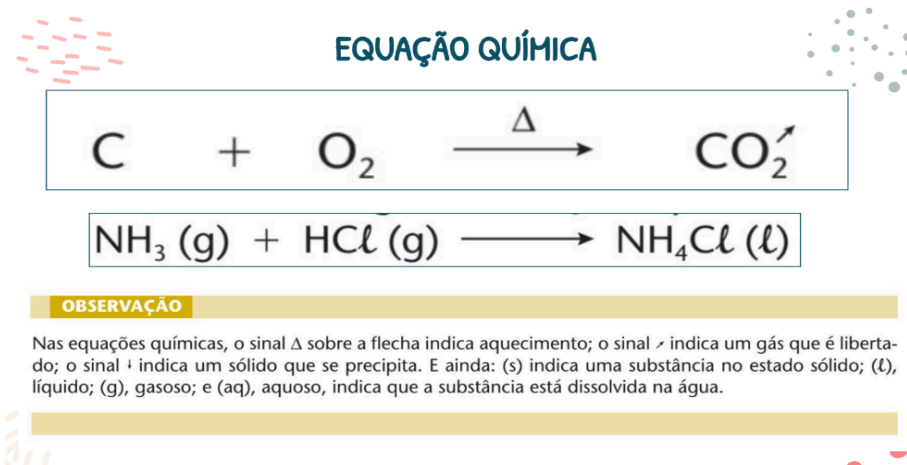 EQUAÇÃO QUÍMICA
Δ
C + O₂ ⟶ CO₂↗
NH₃ (g) + HCℓ (g) ⟶ NH₄Cℓ (ℓ)
OBSERVAÇÃO
Nas equações químicas, o sinal Δ sobre a flecha indica aquecimento; o sinal ↗ indica um gás que é liberta-
do; o sinal ↓ indica um sólido que se precipita. E ainda: (s) indica uma substância no estado sólido; (ℓ),
líquido; (g), gasoso; e (aq), aquoso, indica que a substância está dissolvida na água.